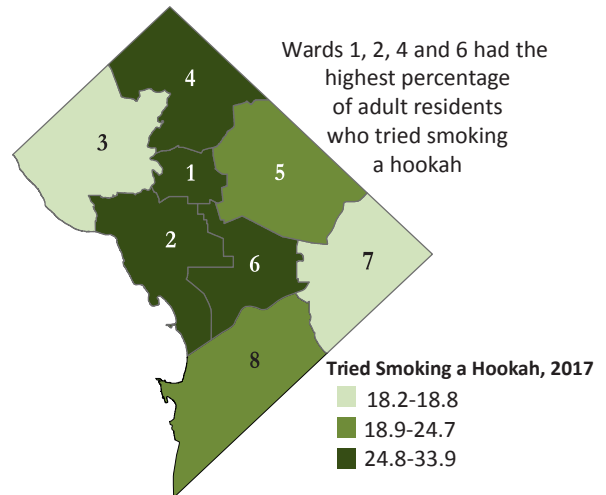 Wards 1, 2, 4 and 6 had the
highest percentage
of adult residents
who tried smoking
a hookah
4
3
1
5
2
6
7
8
Tried Smoking a Hookah, 2017
18.2-18.8
18.9-24.7
24.8-33.9